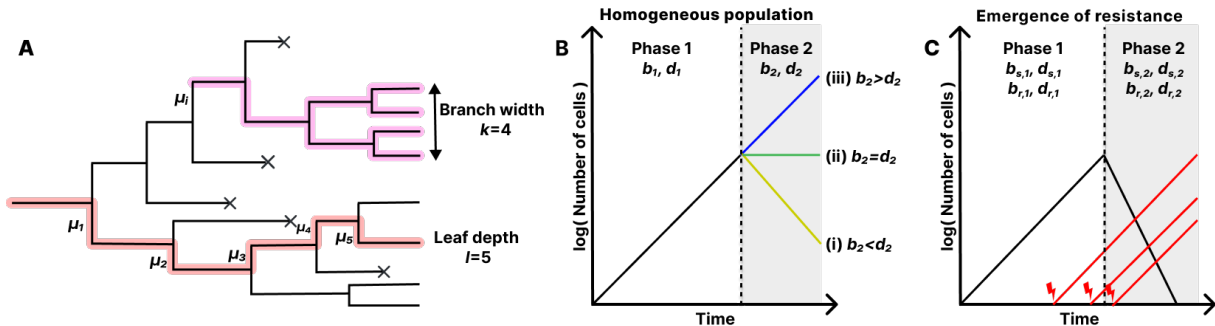 A
μi
Branch width
k=4
μ1
μ2
μ3
μ4
μ5
Leaf depth
l=5
B
Homogeneous population
log( Number of cells)
Phase 1
b1, d1
Phase 2
b2, d2
(iii) b2>d2
(ii) b2=d2
(i) b2<d2
Time
C
Emergence of resistance
log( Number of cells)
Phase 1
bs,1, ds,1
br,1, dr,1
Phase 2
bs,2, ds,2
br,2, dr,2
Time